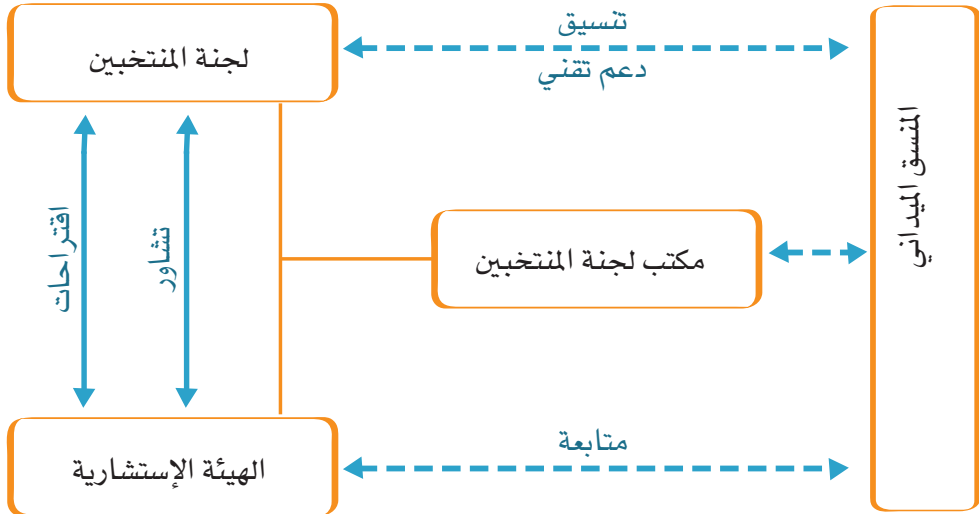 تنسيق
لجنة المنتخبين
دعم تقني
المنسق الميداني
اقتراحات
تشاور
مكتب لجنة المنتخبين
متابعة
الهيئة الإستشارية